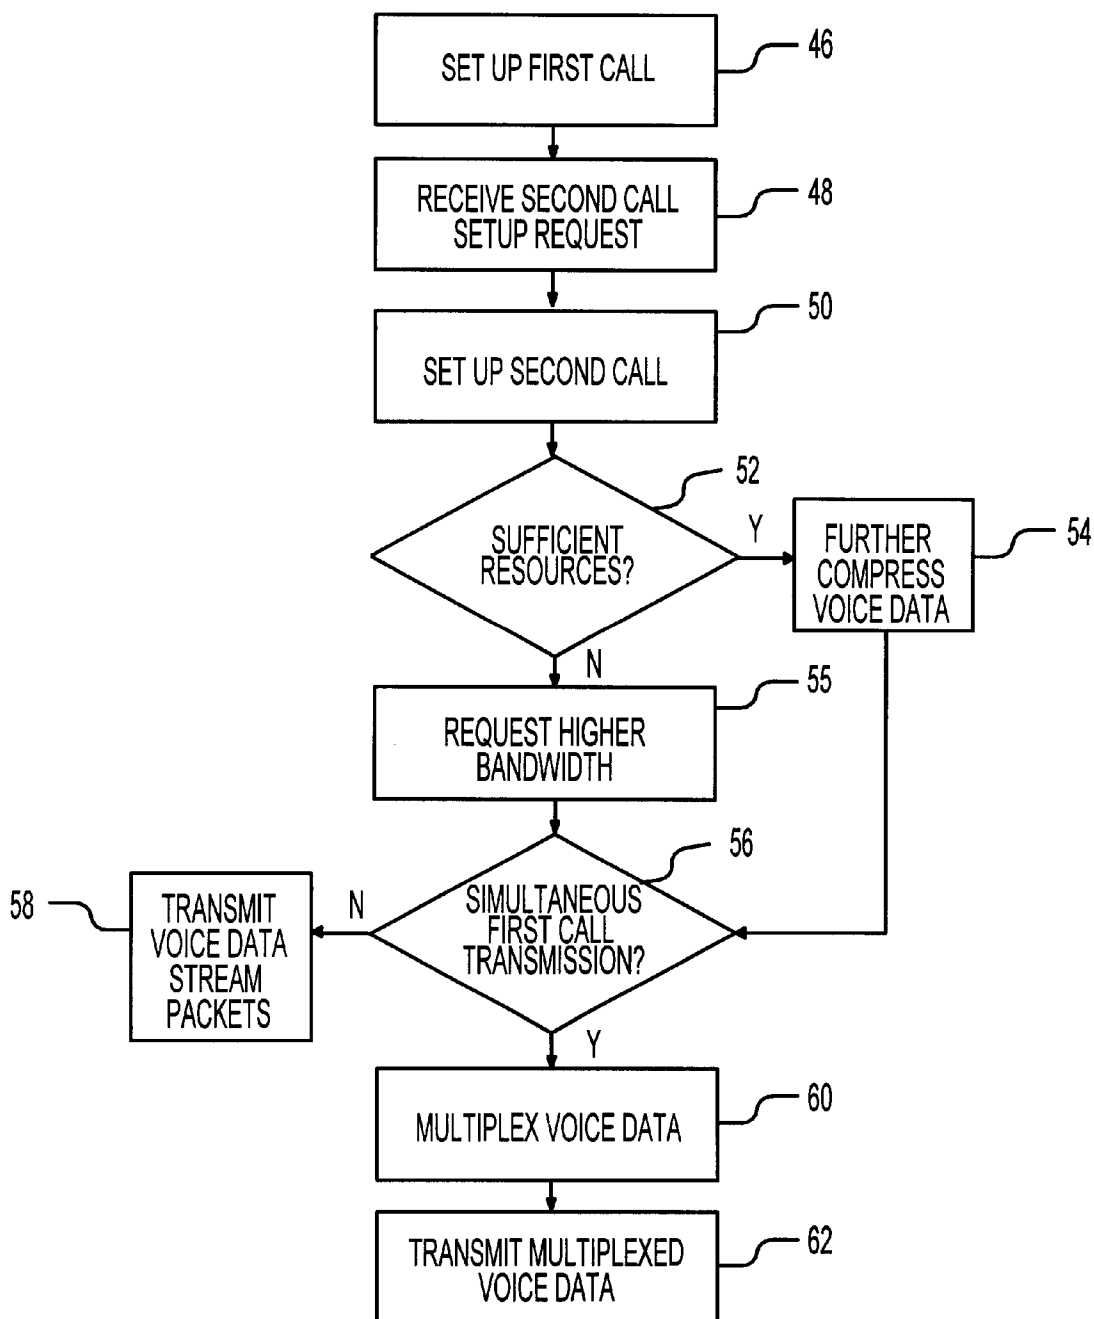 SET UP FIRST CALL
46
RECEIVE SECOND CALL
SETUP REQUEST
48
50
SET UP SECOND CALL
52
SUFFICIENT
RESOURCES?
Y
FURTHER
COMPRESS
VOICE DATA
54
N
55
REQUEST HIGHER
BANDWIDTH
56
58
TRANSMIT
VOICE DATA
STREAM
PACKETS
N
SIMULTANEOUS
FIRST CALL
TRANSMISSION?
Y
60
MULTIPLEX VOICE DATA
62
TRANSMIT MULTIPLEXED
VOICE DATA